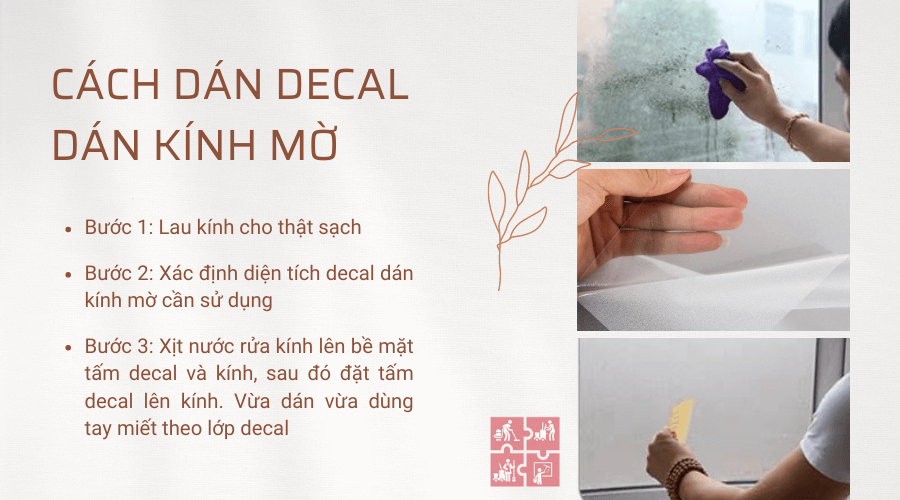 CÁCH DÁN DECAL
DÁN KÍNH MỜ
Bước 1: Lau kính cho thật sạch
Bước 2: Xác định diện tích decal dán
kính mờ cần sử dụng
Bước 3: Xịt nước rửa kính lên bề mặt
tấm decal và kính, sau đó đặt tấm
decal lên kính. Vừa dán vừa dùng
tay miết theo lớp decal